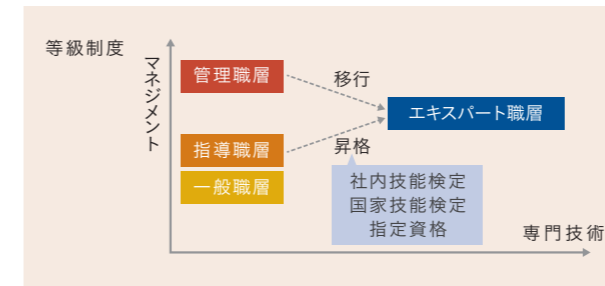 等級制度
マネジメント
管理職層
移行
エキスパート職層
指導職層
昇格
一般職層
社内技能検定
国家技能検定
指定資格
専門技術